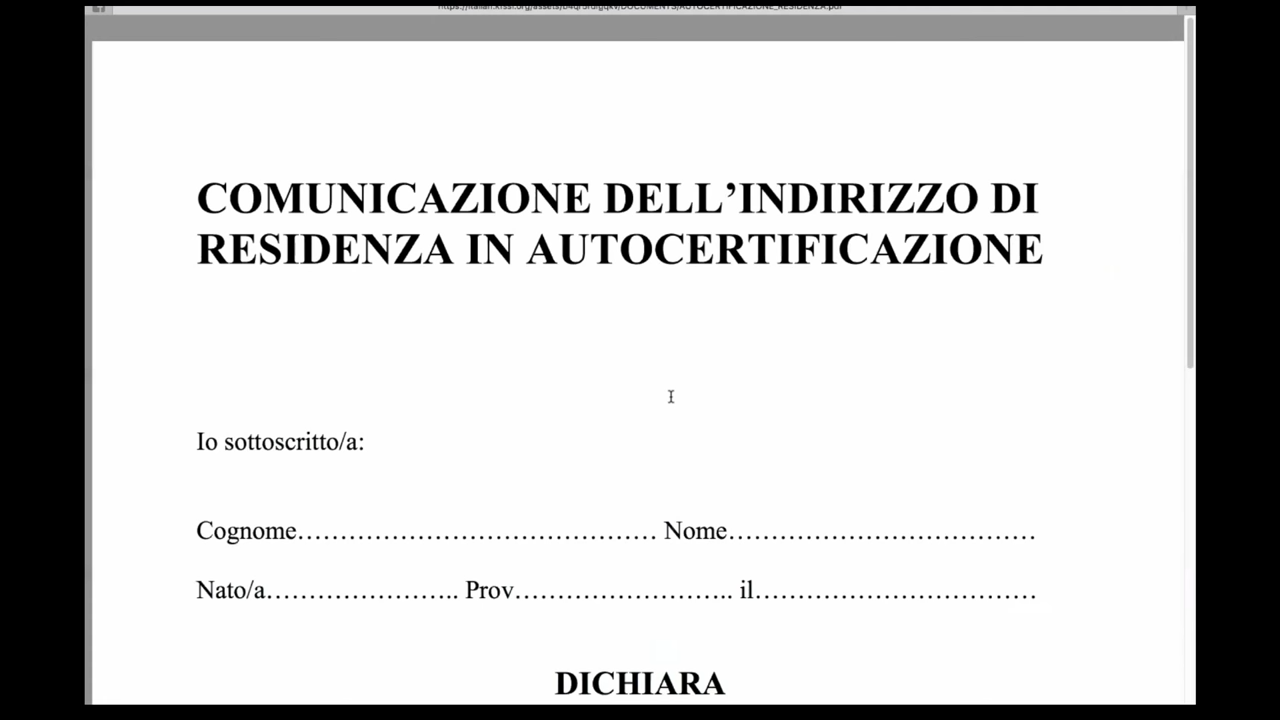 COMUNICAZIONE DELL’INDIRIZZO DI
RESIDENZA IN AUTOCERTIFICAZIONE
Io sottoscritto/a:
Cognome…………………………………… Nome………………………………
Nato/a………………….. Prov…………………….. il……………………………
DICHIARA